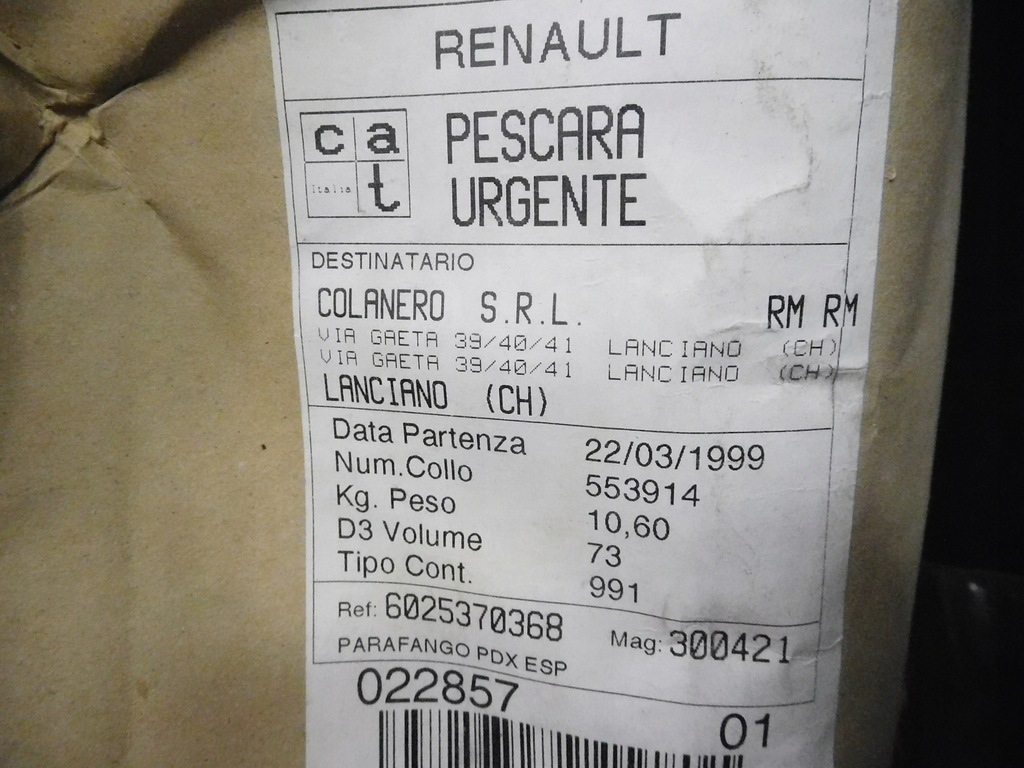 RENAULT
c a
Italia t
PESCARA
URGENTE
DESTINATARIO
COLANERO S.R.L. RM RM
VIA GAETA 39/40/41 LANCIANO (CH)
VIA GAETA 39/40/41 LANCIANO (CH)
LANCIANO (CH)
Data Partenza 22/03/1999
Num.Collo 553914
Kg. Peso 10,60
D3 Volume 73
Tipo Cont. 991
Ref: 6025370368 Mag: 300421
PARAFANGO PDX ESP
022857 01